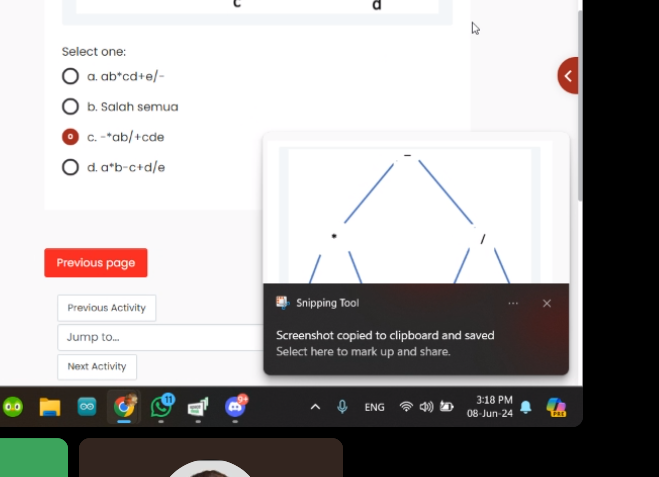 c d
Select one:
a. ab*cd+e/-
b. Salah semua
c. -*ab/+cde
d. a*b-c+d/e
-
* /
Previous page
Previous Activity
Jump to...
Next Activity
Snipping Tool
Screenshot copied to clipboard and saved
Select here to mark up and share.
11
9+
ENG
3:18 PM
08-Jun-24
PRE